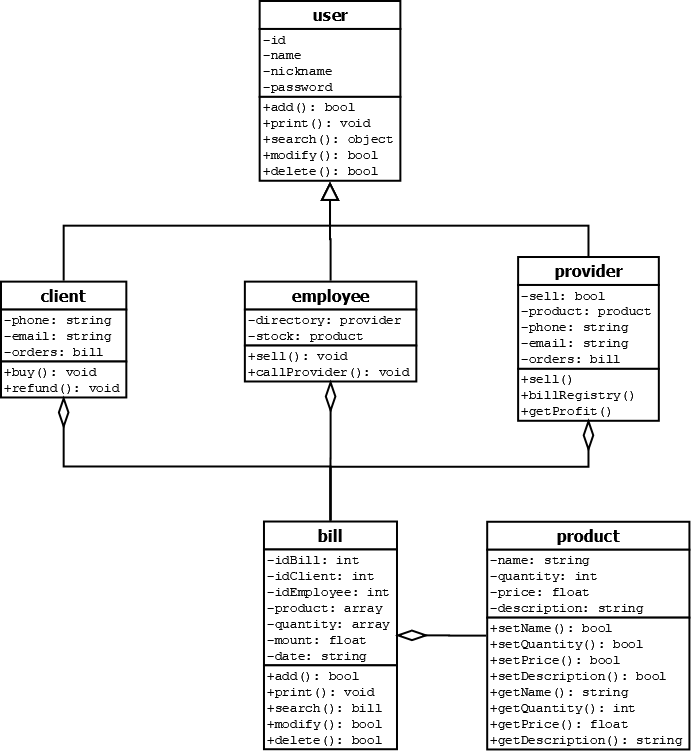 user
-id
-name
-nickname
-password
+add(): bool
+print(): void
+search(): object
+modify(): bool
+delete(): bool
client
-phone: string
-email: string
-orders: bill
+buy(): void
+refund(): void
employee
-directory: provider
-stock: product
+sell(): void
+callProvider(): void
provider
-sell: bool
-product: product
-phone: string
-email: string
-orders: bill
+sell()
+billRegistry()
+getProfit()
bill
-idBill: int
-idClient: int
-idEmployee: int
-product: array
-quantity: array
-mount: float
-date: string
+add(): bool
+print(): void
+search(): bill
+modify(): bool
+delete(): bool
product
-name: string
-quantity: int
-price: float
-description: string
+setName(): bool
+setQuantity(): bool
+setPrice(): bool
+setDescription(): bool
+getName(): string
+getQuantity(): int
+getPrice(): float
+getDescription(): string